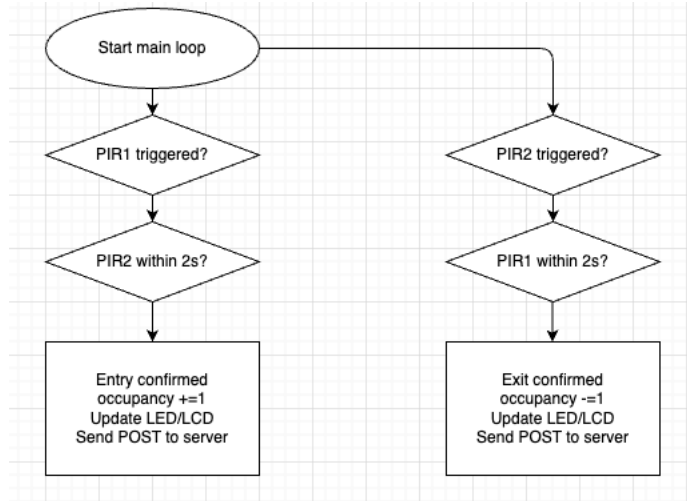 Start main loop
PIR1 triggered?
PIR2 triggered?
PIR2 within 2s?
PIR1 within 2s?
Entry confirmed
occupancy +=1
Update LED/LCD
Send POST to server
Exit confirmed
occupancy -=1
Update LED/LCD
Send POST to server